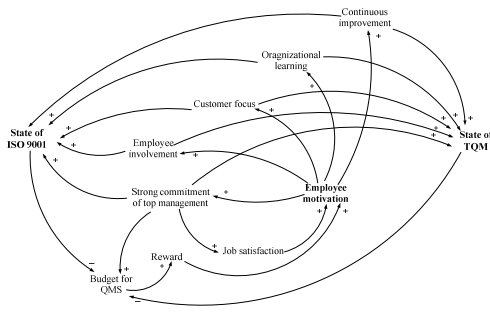 Continuous
improvement
Oragnizational
learning
Customer focus
State of
ISO 9001
State of
TQM
Employee
involvement
Strong commitment
of top management
Employee
motivation
Reward
Job satisfaction
Budget for
QMS